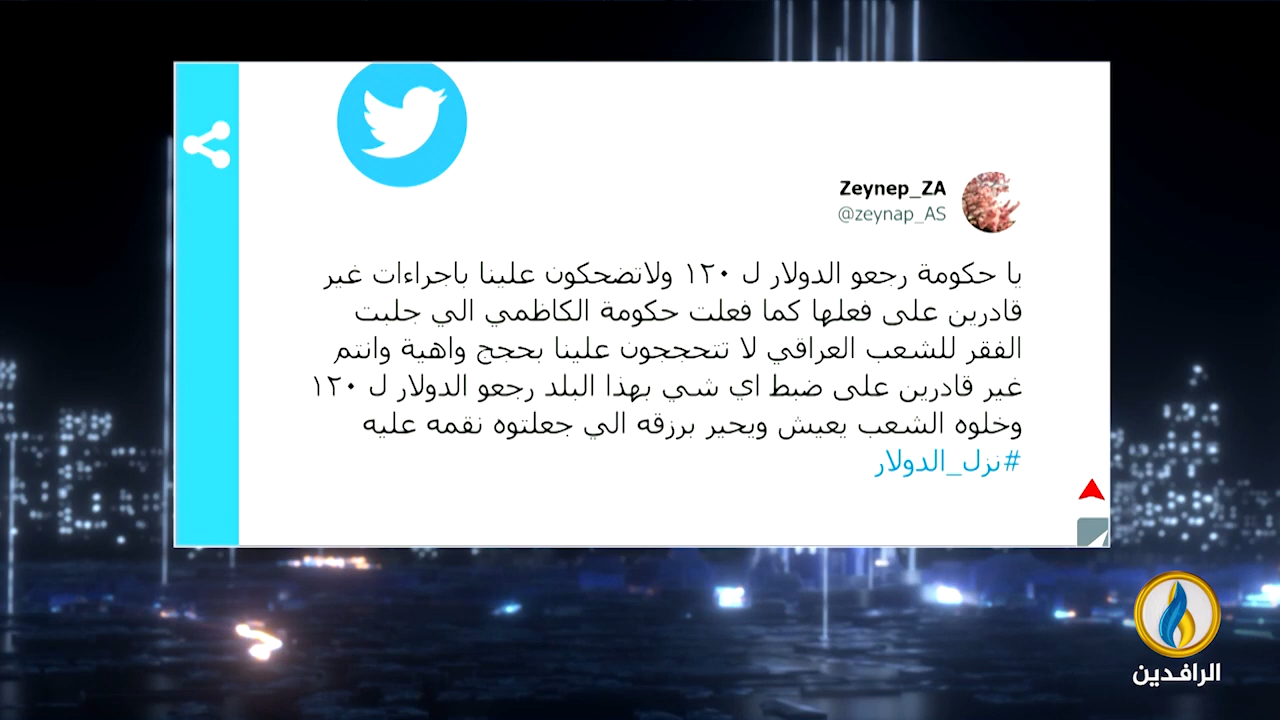 Zeynep_ZA
@zeynap_AS
يا حكومة رجعو الدولار ل ١٢٠ ولاتضحكون علينا باجراءات غير
قادرين على فعلها كما فعلت حكومة الكاظمي الي جلبت
الفقر للشعب العراقي لا تتحججون علينا بحجج واهية وانتم
غير قادرين على ضبط اي شي بهذا البلد رجعو الدولار ل ١٢٠
وخلوه الشعب يعيش ويحير برزقه الي جعلتوه نقمه عليه
#نزل_الدولار
الرافدين